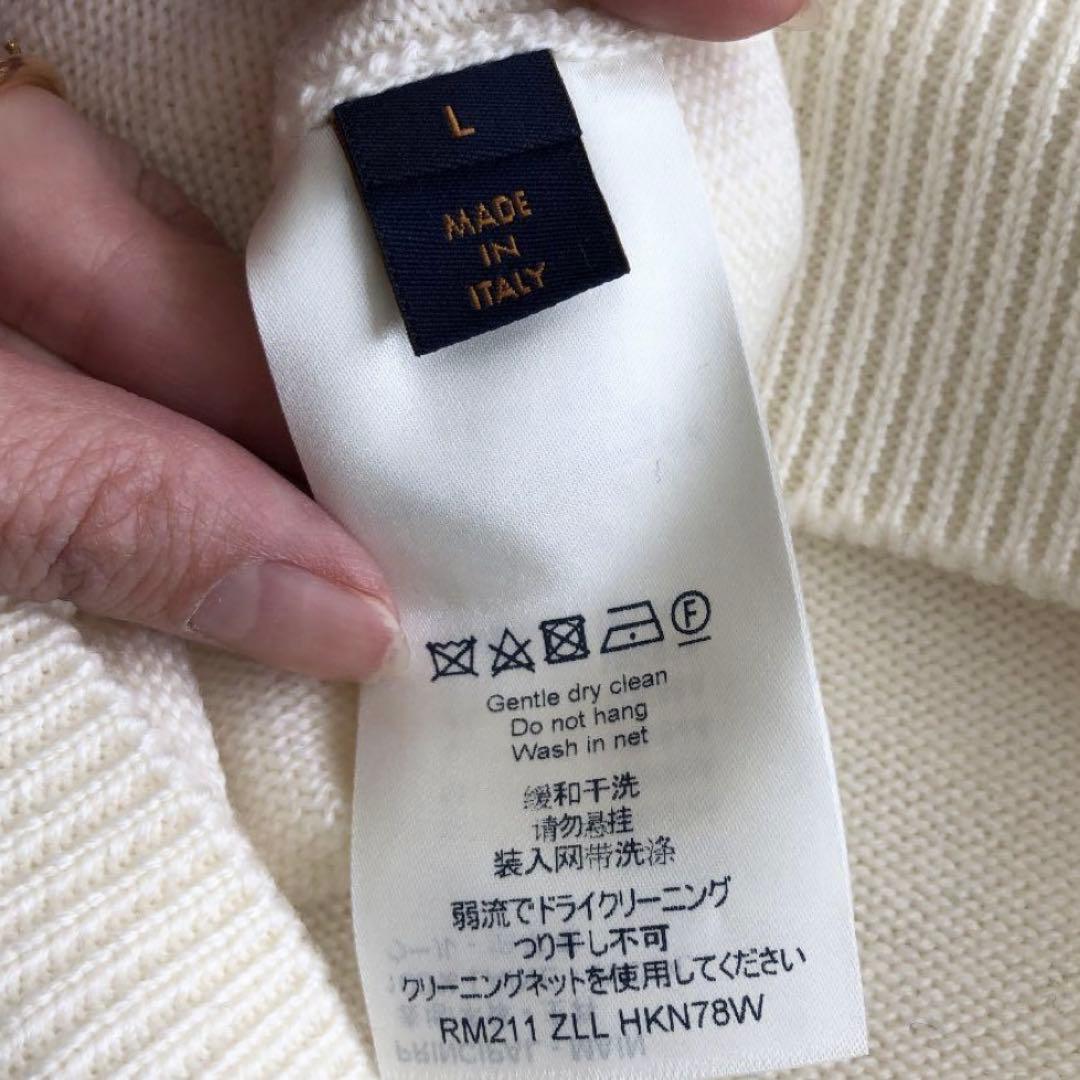 L
MADE
IN
ITALY
F
Gentle dry clean
Do not hang
Wash in net
缓和干洗
请勿悬挂
装入网带洗涤
弱流でドライクリーニング
つり干し不可
クリーニングネットを使用してください
RM211 ZLL HKN78W
PRINCIPAL - MAIN